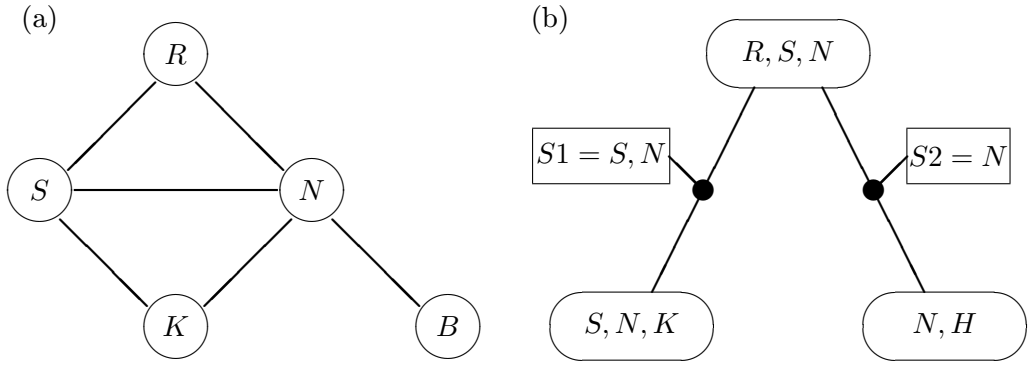 (a)
R
S
N
K
B
(b)
R, S, N
S1 = S, N
S2 = N
S, N, K
N, H